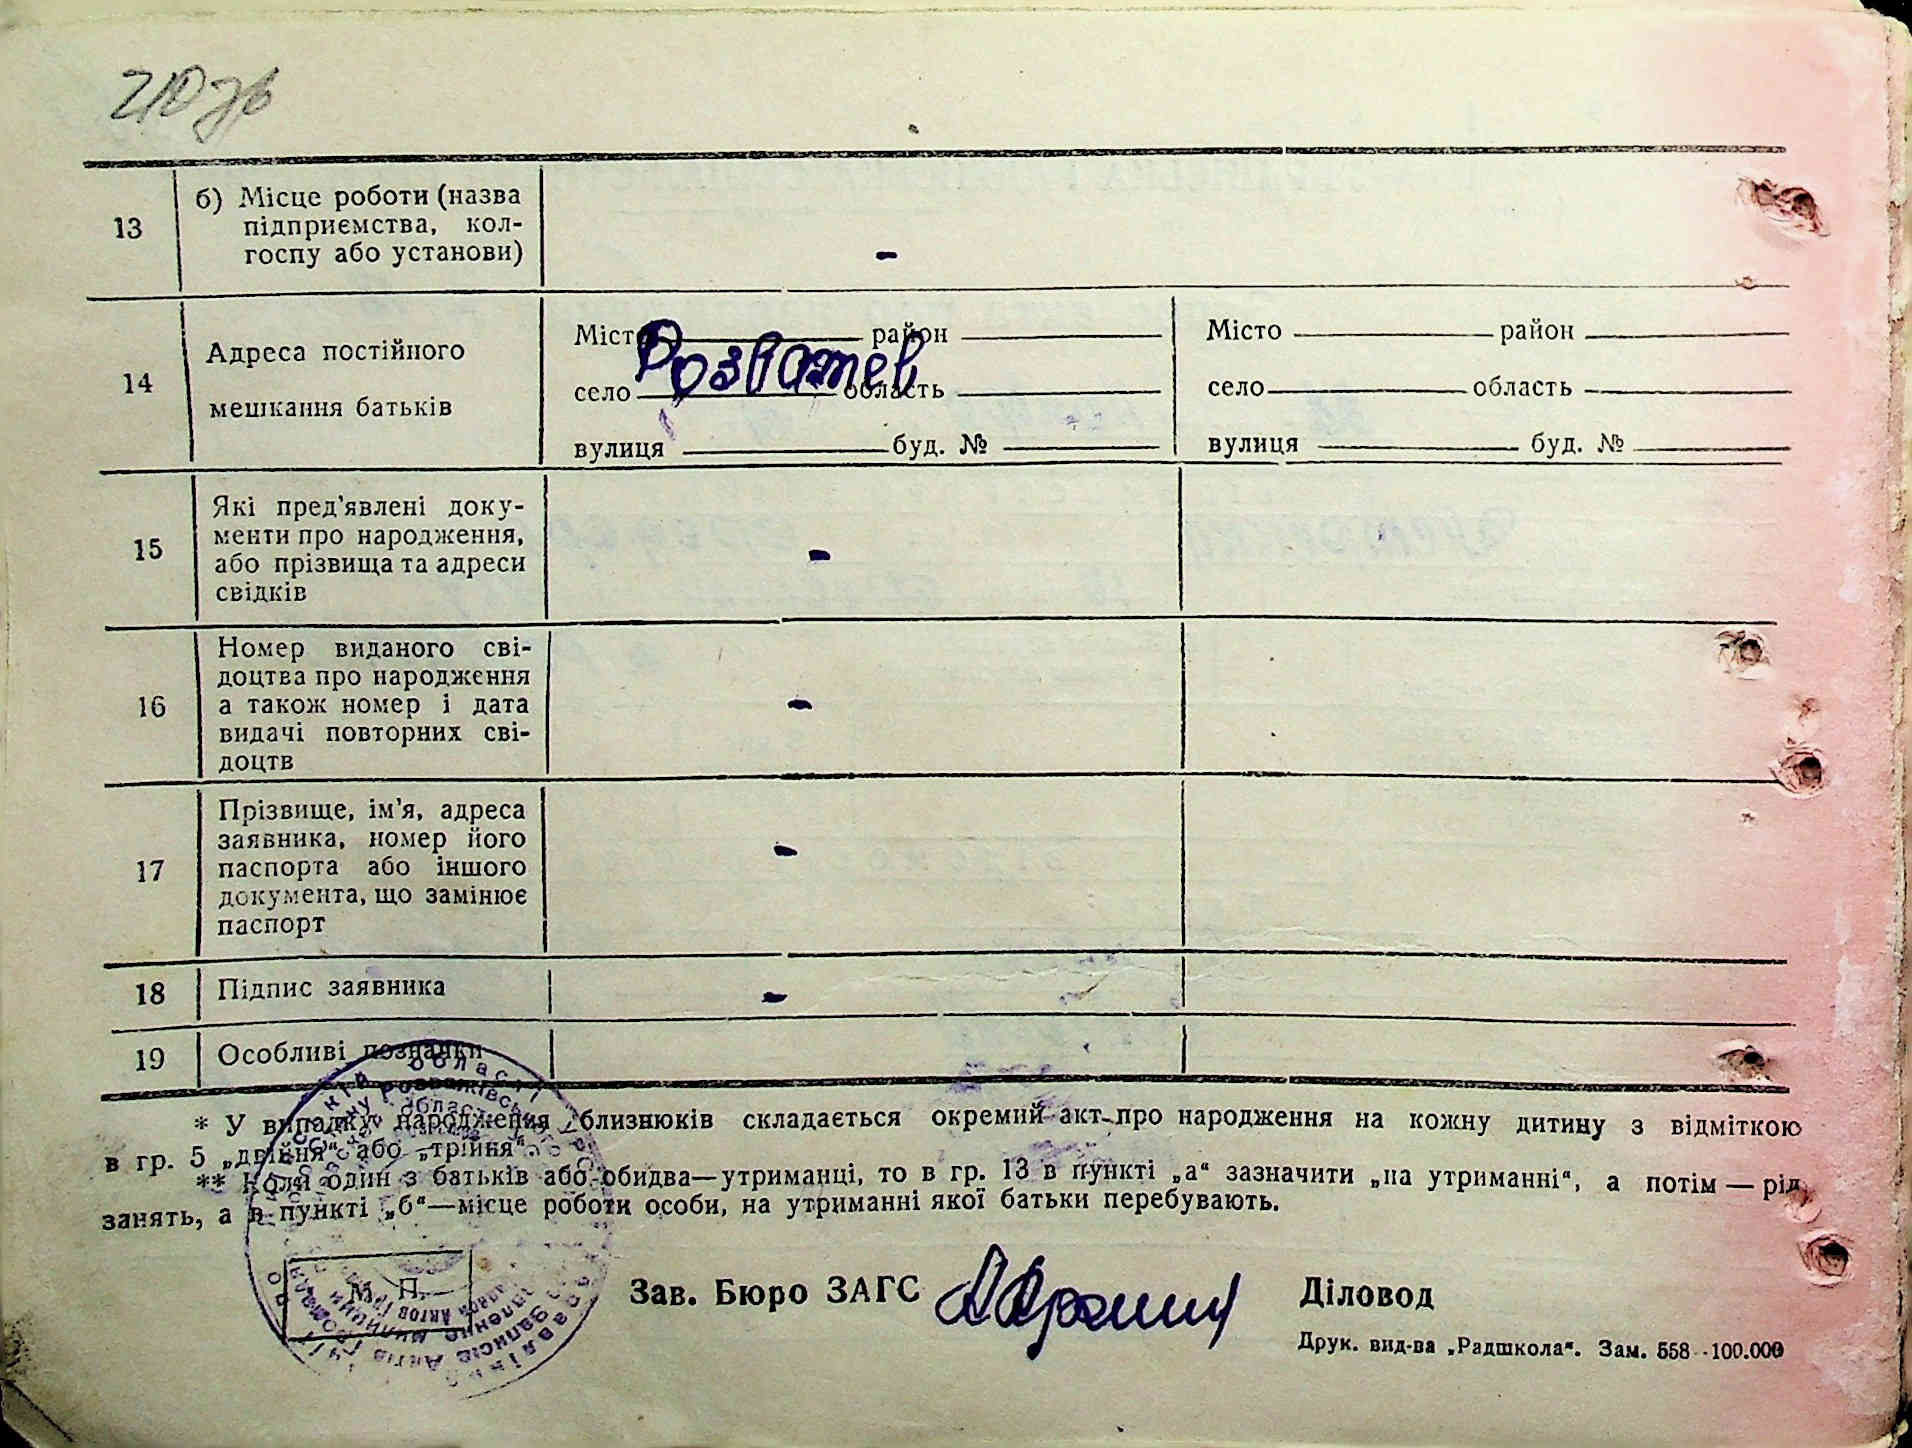 210 зв
13
б) Місце роботи (назва
підприємства, кол-
госпу або установи)
-
14
Адреса постійного
мешкання батьків
Місто район
Розважев
село область
вулиця буд. №
Місто район
село область
вулиця буд. №
15
Які пред'явлені доку-
менти про народження,
або прізвища та адреси
свідків
-
16
Номер виданого сві-
доцтва про народження
а також номер і дата
видачі повторних сві-
доцтв
-
17
Прізвище, ім'я, адреса
заявника, номер його
паспорта або іншого
документа, що замінює
паспорт
-
18
Підпис заявника
-
19
Особливі позначки
* У випадку народження близнюків складається окремий акт про народження на кожну дитину з відміткою
в гр. 5 „двійня“ або „трійня“.
** Коли один з батьків або обидва—утриманці, то в гр. 13 в пункті „а“ зазначити „на утриманні“, а потім — рід
занять, а в пункті „б“—місце роботи особи, на утриманні якої батьки перебувають.
М. П.
Зав. Бюро ЗАГС
Діловод
Друк. вид-ва „Радшкола“. Зам. 558 - 100.000